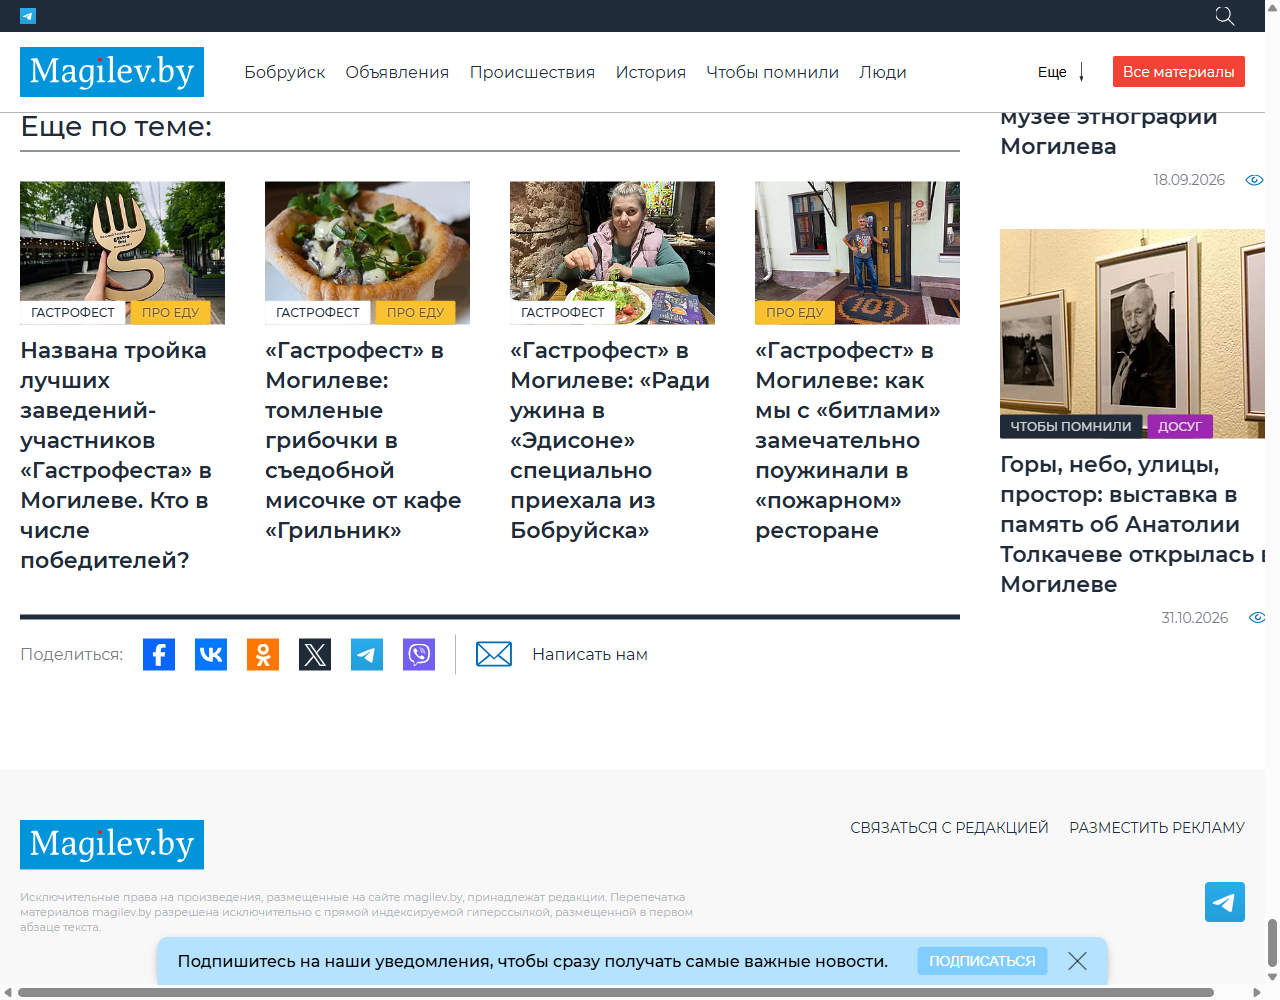 Magilev.by
Бобруйск Объявления Происшествия История Чтобы помнили Люди
Еще
Все материалы
Еще по теме:
ГАСТРОФЕСТ ПРО ЕДУ
Названа тройка
лучших
заведений-
участников
«Гастрофеста» в
Могилеве. Кто в
числе
победителей?
ГАСТРОФЕСТ ПРО ЕДУ
«Гастрофест» в
Могилеве:
томленые
грибочки в
съедобной
мисочке от кафе
«Грильник»
ГАСТРОФЕСТ
«Гастрофест» в
Могилеве: «Ради
ужина в
«Эдисоне»
специально
приехала из
Бобруйска»
101
ПРО ЕДУ
«Гастрофест» в
Могилеве: как
мы с «битлами»
замечательно
поужинали в
«пожарном»
ресторане
музее этнографии
Могилева
18.09.2026
ЧТОБЫ ПОМНИЛИ ДОСУГ
Горы, небо, улицы,
простор: выставка в
память об Анатолии
Толкачеве открылась в
Могилеве
31.10.2026
Поделиться:
Написать нам
Magilev.by
СВЯЗАТЬСЯ С РЕДАКЦИЕЙ РАЗМЕСТИТЬ РЕКЛАМУ
Исключительные права на произведения, размещенные на сайте magilev.by, принадлежат редакции. Перепечатка
материалов magilev.by разрешена исключительно с прямой индексируемой гиперссылкой, размещенной в первом
абзаце текста.
Подпишитесь на наши уведомления, чтобы сразу получать самые важные новости.
ПОДПИСАТЬСЯ